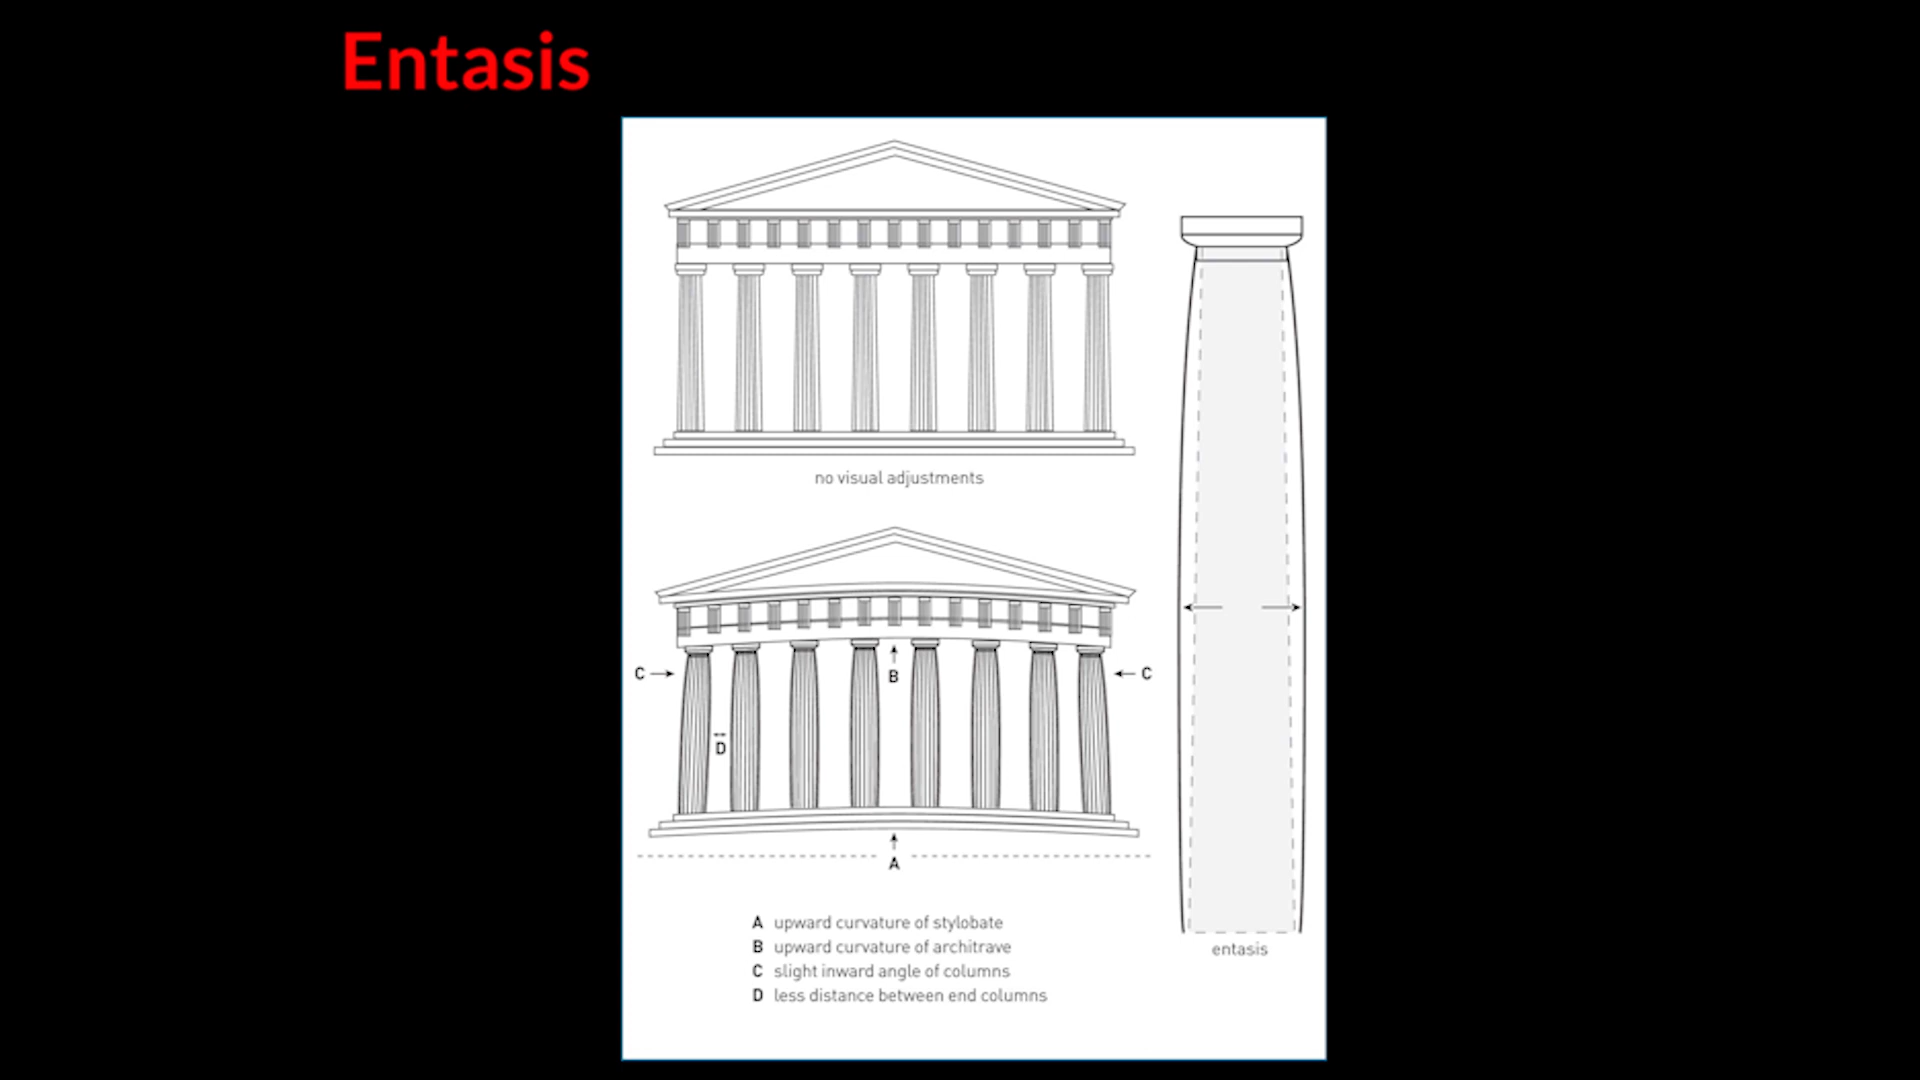 Entasis
no visual adjustments
C
C
B
D
A
A upward curvature of stylobate
B upward curvature of architrave
C slight inward angle of columns
D less distance between end columns
entasis